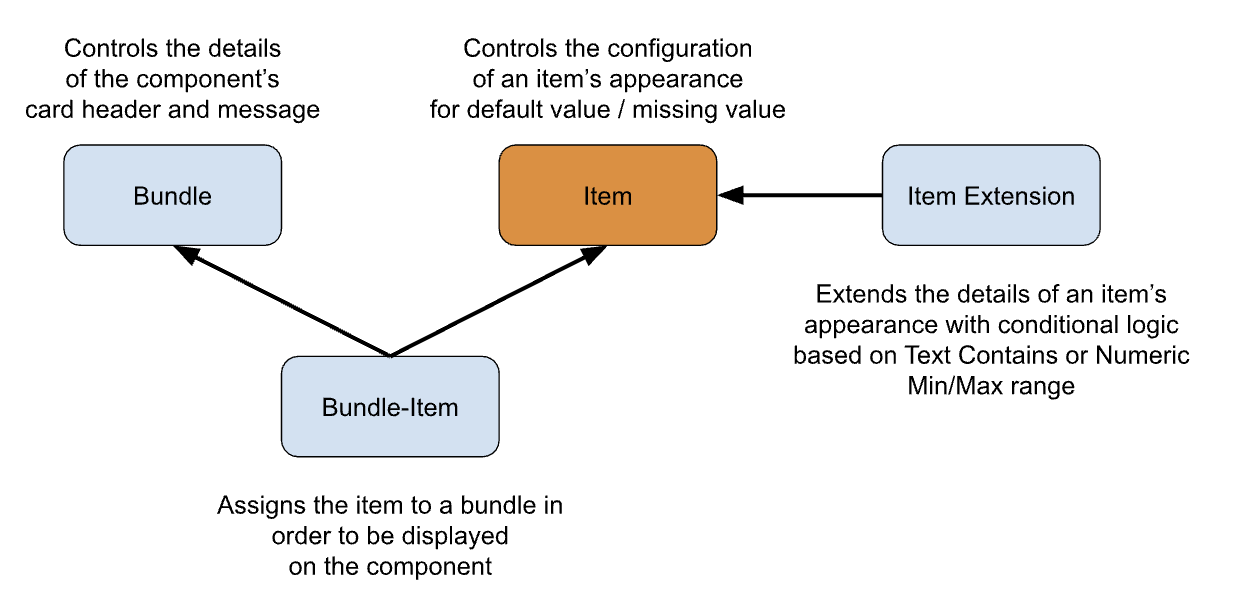 Controls the details
of the component’s
card header and message
Controls the configuration
of an item’s appearance
for default value / missing value
Bundle
Item
Item Extension
Extends the details of an item’s
appearance with conditional logic
based on Text Contains or Numeric
Min/Max range
Bundle-Item
Assigns the item to a bundle in
order to be displayed
on the component